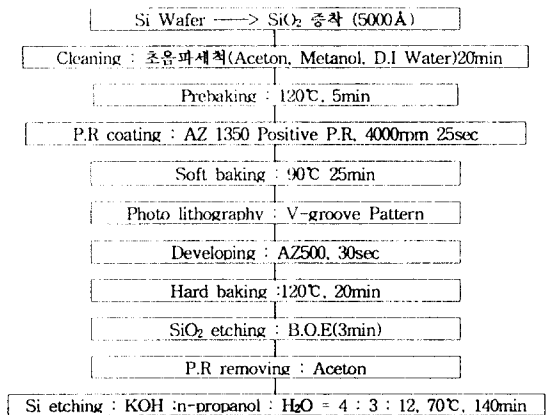 Si Wafer ──> SiO₂ 증착 (5000Å)
Cleaning : 초음파세척(Aceton, Metanol, D.I Water)20min
Prebaking : 120℃, 5min
P.R coating : AZ 1350 Positive P.R, 4000rpm 25sec
Soft baking : 90℃ 25min
Photo lithography : V-groove Pattern
Developing : AZ500, 30sec
Hard baking :120℃, 20min
SiO₂ etching : B.O.E(3min)
P.R removing : Aceton
Si etching : KOH :n-propanol : H₂O = 4 : 3 : 12, 70℃, 140min